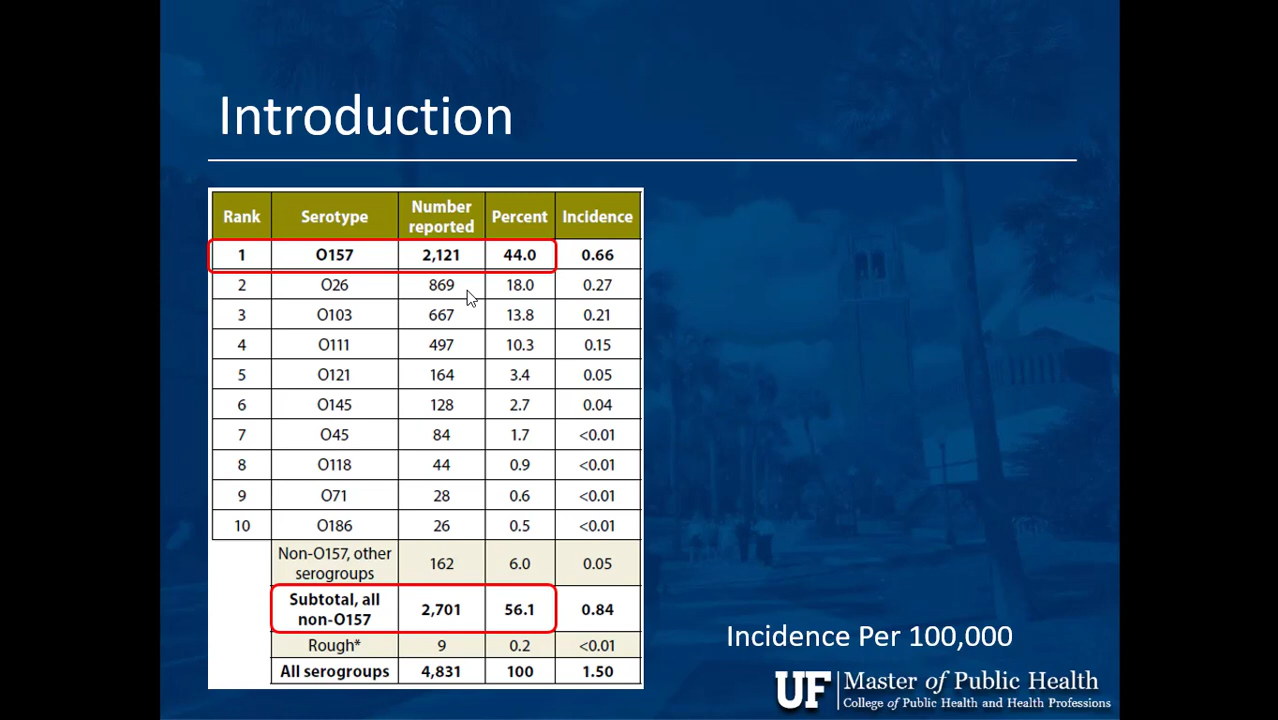 Introduction
Rank Serotype Number reported Percent Incidence
1 O157 2,121 44.0 0.66
2 O26 869 18.0 0.27
3 O103 667 13.8 0.21
4 O111 497 10.3 0.15
5 O121 164 3.4 0.05
6 O145 128 2.7 0.04
7 O45 84 1.7 <0.01
8 O118 44 0.9 <0.01
9 O71 28 0.6 <0.01
10 O186 26 0.5 <0.01
Non-O157, other serogroups 162 6.0 0.05
Subtotal, all non-O157 2,701 56.1 0.84
Rough* 9 0.2 <0.01
All serogroups 4,831 100 1.50
Incidence Per 100,000
UF Master of Public Health
College of Public Health and Health Professions